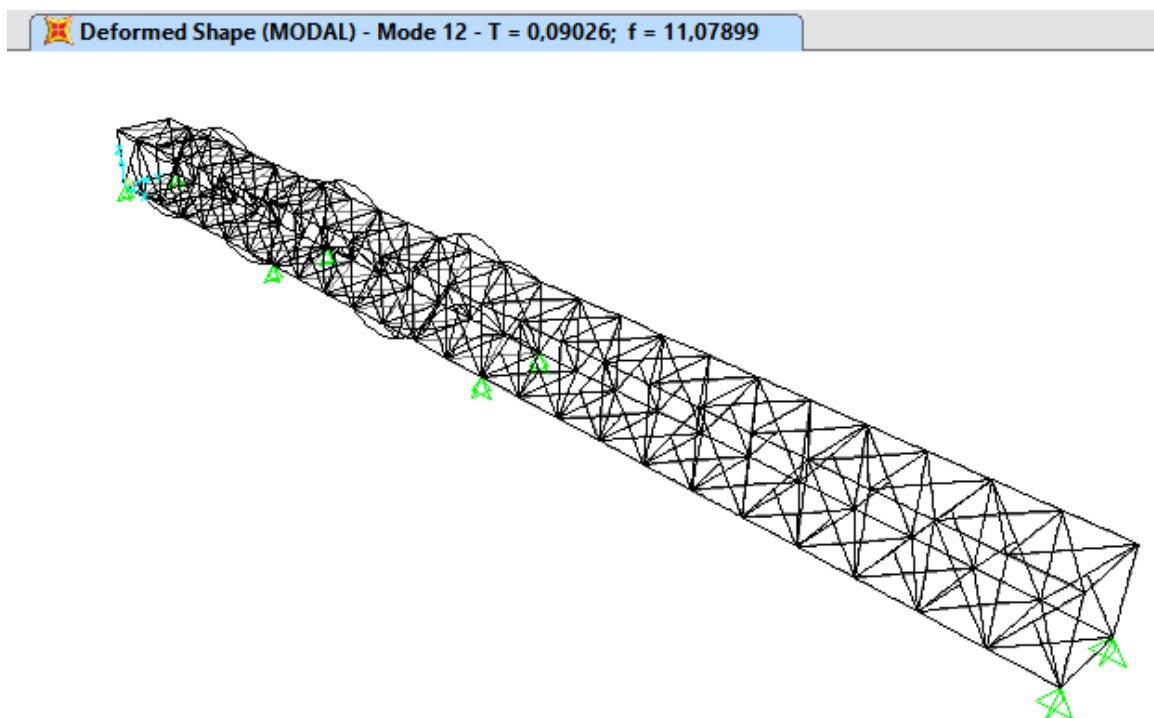 Deformed Shape (MODAL) - Mode 12 - T = 0,09026; f = 11,07899